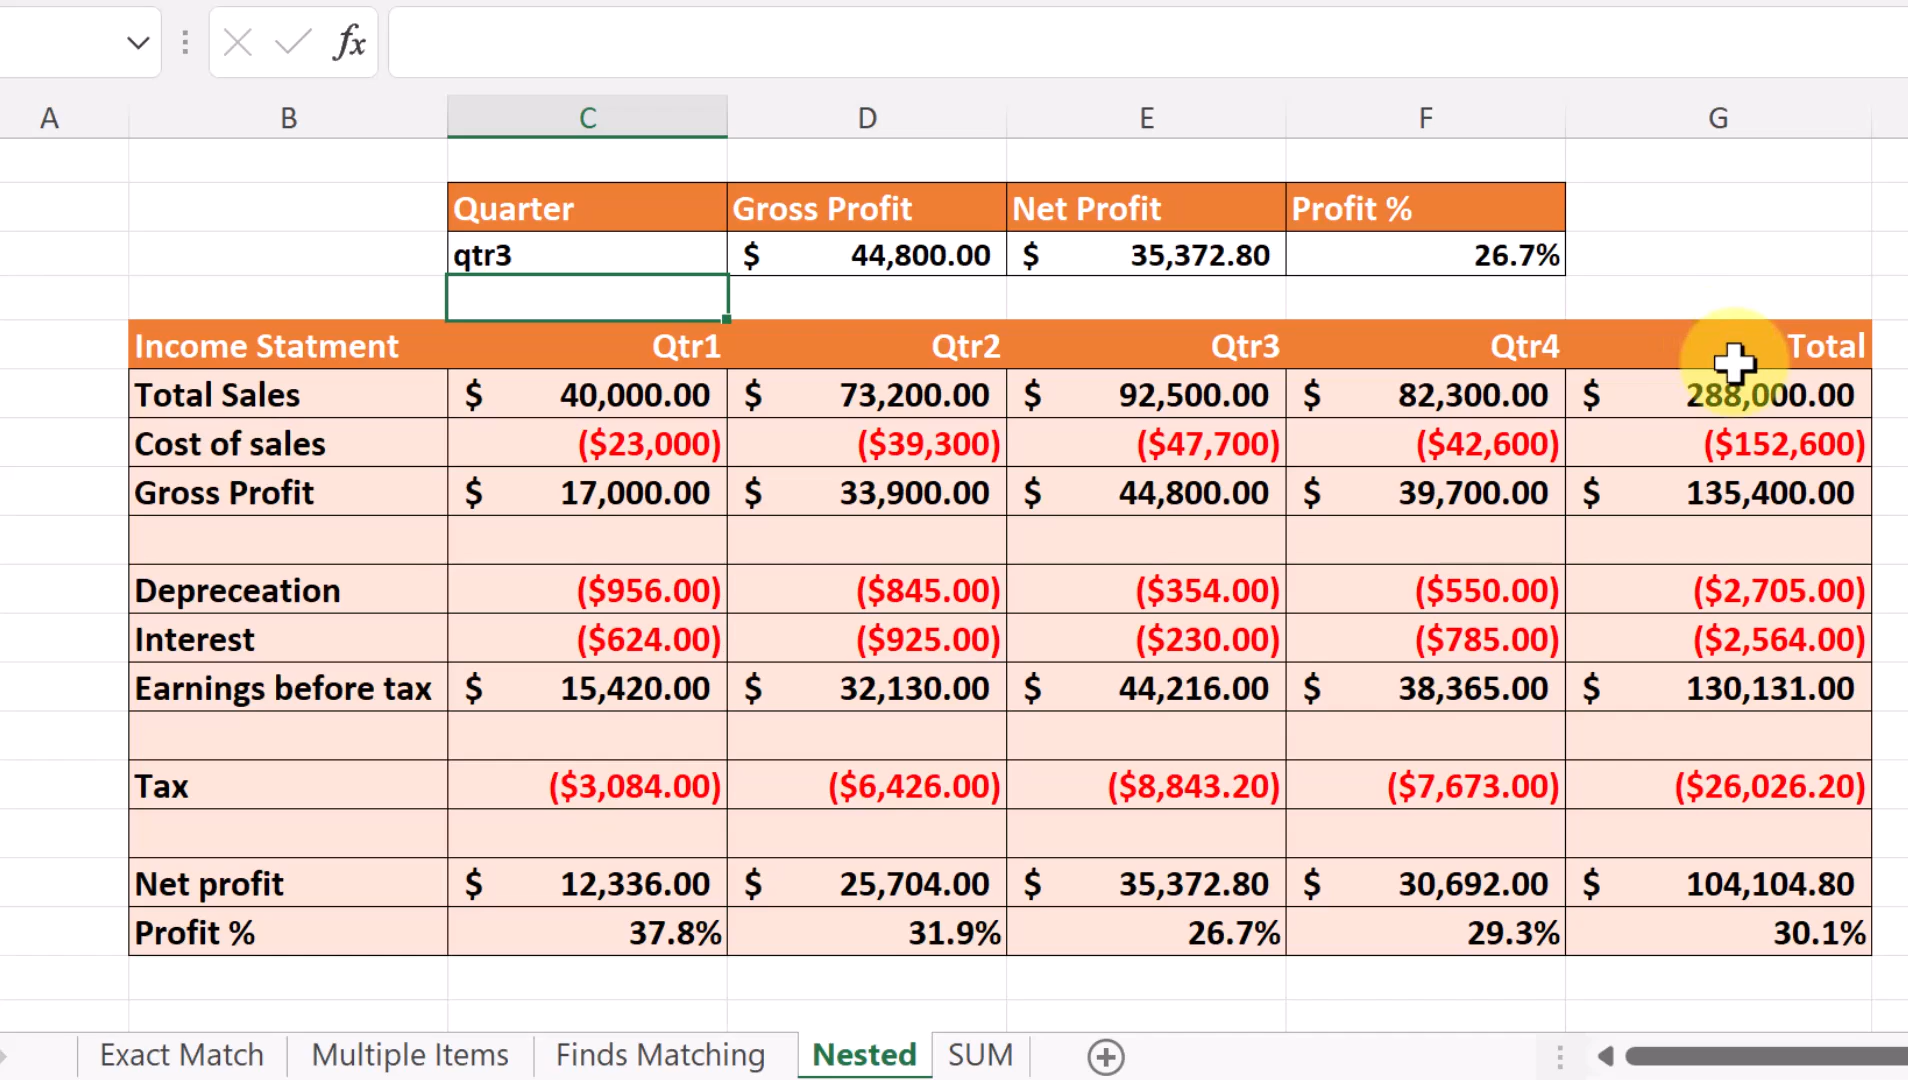 fx
A B C D E F G
Quarter Gross Profit Net Profit Profit %
qtr3 $ 44,800.00 $ 35,372.80 26.7%
Income Statment Qtr1 Qtr2 Qtr3 Qtr4 Total
Total Sales $ 40,000.00 $ 73,200.00 $ 92,500.00 $ 82,300.00 $ 288,000.00
Cost of sales ($23,000) ($39,300) ($47,700) ($42,600) ($152,600)
Gross Profit $ 17,000.00 $ 33,900.00 $ 44,800.00 $ 39,700.00 $ 135,400.00
Depreceation ($956.00) ($845.00) ($354.00) ($550.00) ($2,705.00)
Interest ($624.00) ($925.00) ($230.00) ($785.00) ($2,564.00)
Earnings before tax $ 15,420.00 $ 32,130.00 $ 44,216.00 $ 38,365.00 $ 130,131.00
Tax ($3,084.00) ($6,426.00) ($8,843.20) ($7,673.00) ($26,026.20)
Net profit $ 12,336.00 $ 25,704.00 $ 35,372.80 $ 30,692.00 $ 104,104.80
Profit % 37.8% 31.9% 26.7% 29.3% 30.1%
Exact Match Multiple Items Finds Matching Nested SUM